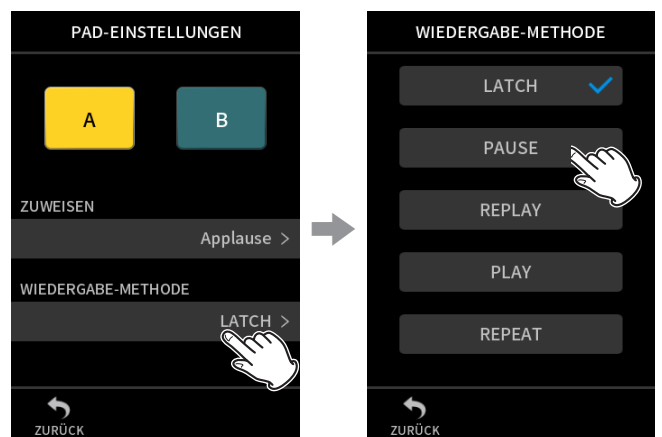 PAD-EINSTELLUNGEN
A
B
ZUWEISEN
Applause >
WIEDERGABE-METHODE
LATCH >
ZURÜCK
WIEDERGABE-METHODE
LATCH
PAUSE
REPLAY
PLAY
REPEAT
ZURÜCK